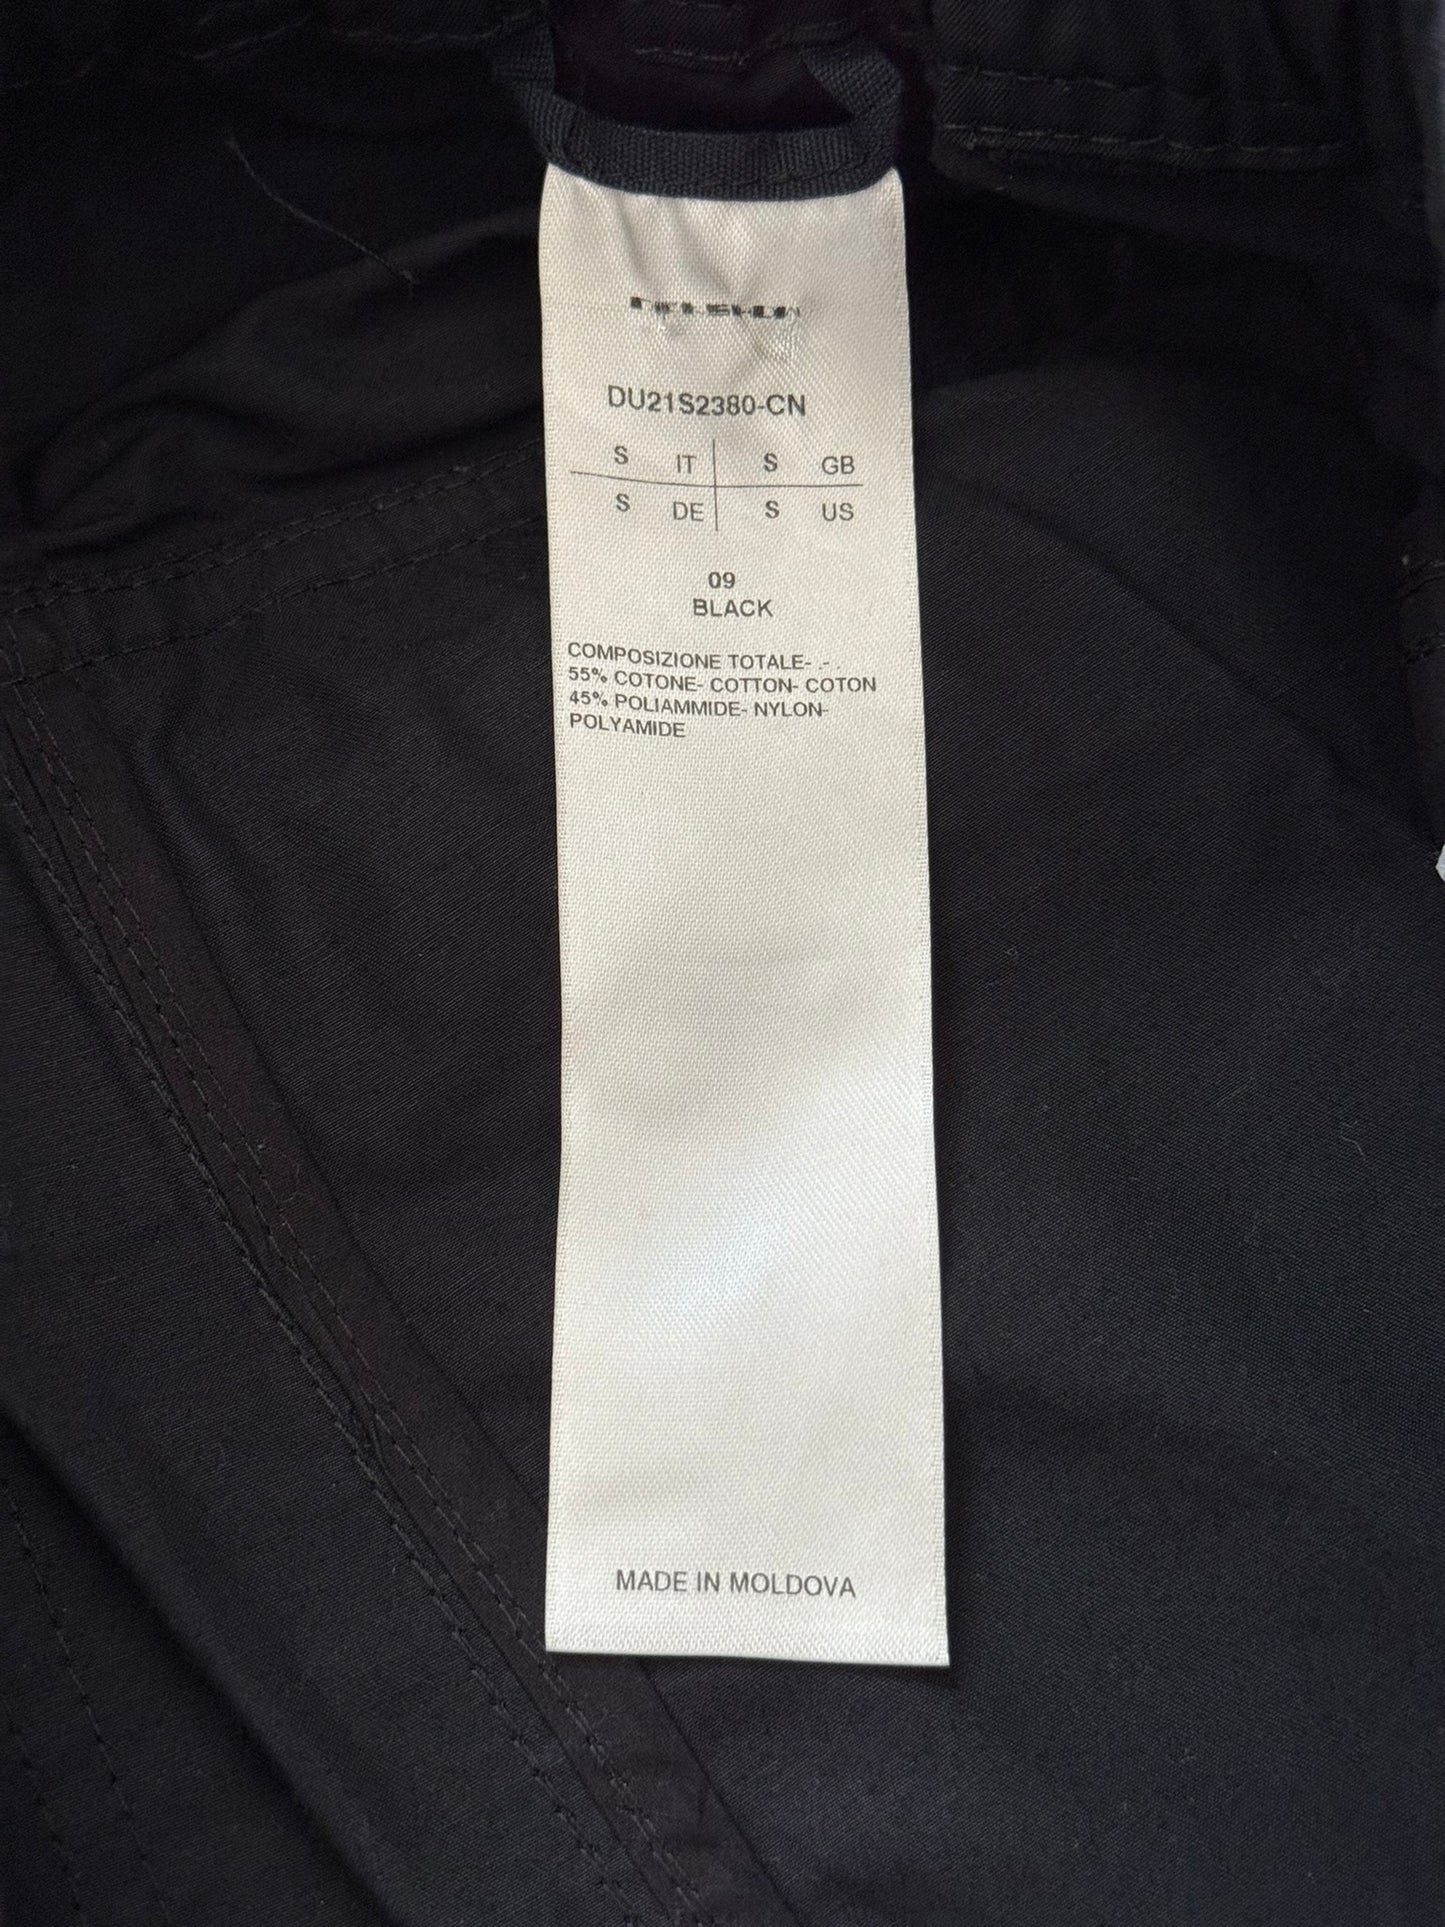 DU21S2380-CN
S IT S GB
S DE S US
09
BLACK
COMPOSIZIONE TOTALE- .- .
55% COTONE- COTTON- COTON
45% POLIAMMIDE- NYLON-
POLYAMIDE
MADE IN MOLDOVA